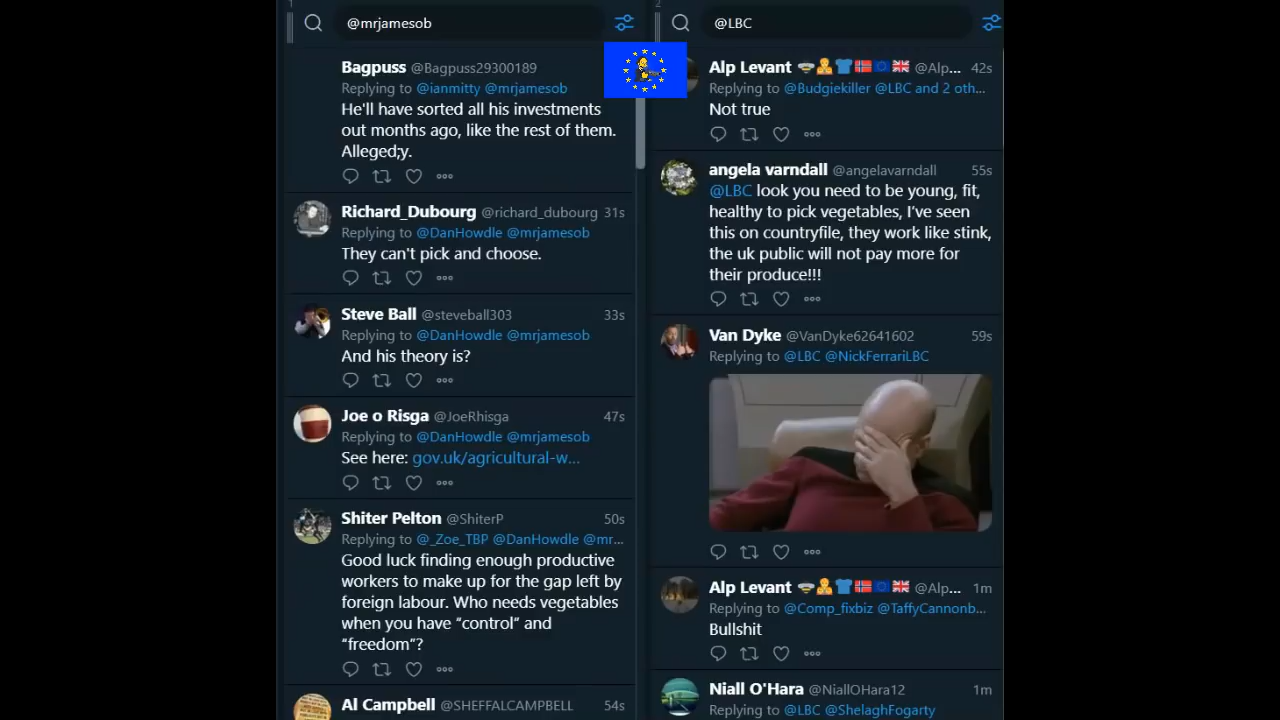 1
@mrjamesob
Bagpuss @Bagpuss29300189
Replying to @ianmitty @mrjamesob
He'll have sorted all his investments
out months ago, like the rest of them.
Alleged;y.
Richard_Dubourg @richard_dubourg 31s
Replying to @DanHowdle @mrjamesob
They can't pick and choose.
Steve Ball @steveball303 33s
Replying to @DanHowdle @mrjamesob
And his theory is?
Joe o Risga @JoeRhisga 47s
Replying to @DanHowdle @mrjamesob
See here: gov.uk/agricultural-w...
Shiter Pelton @ShiterP 50s
Replying to @_Zoe_TBP @DanHowdle @mr...
Good luck finding enough productive
workers to make up for the gap left by
foreign labour. Who needs vegetables
when you have “control” and
“freedom”?
Al Campbell @SHEFFALCAMPBELL 54s
2
@LBC
Alp Levant @Alp... 42s
Replying to @Budgiekiller @LBC and 2 oth...
Not true
angela varndall @angelavarndall 55s
@LBC look you need to be young, fit,
healthy to pick vegetables, I've seen
this on countryfile, they work like stink,
the uk public will not pay more for
their produce!!!
Van Dyke @VanDyke62641602 59s
Replying to @LBC @NickFerrariLBC
Alp Levant @Alp... 1m
Replying to @Comp_fixbiz @TaffyCannonb...
Bullshit
Niall O'Hara @NiallOHara12 1m
Replying to @LBC @ShelaghFogarty